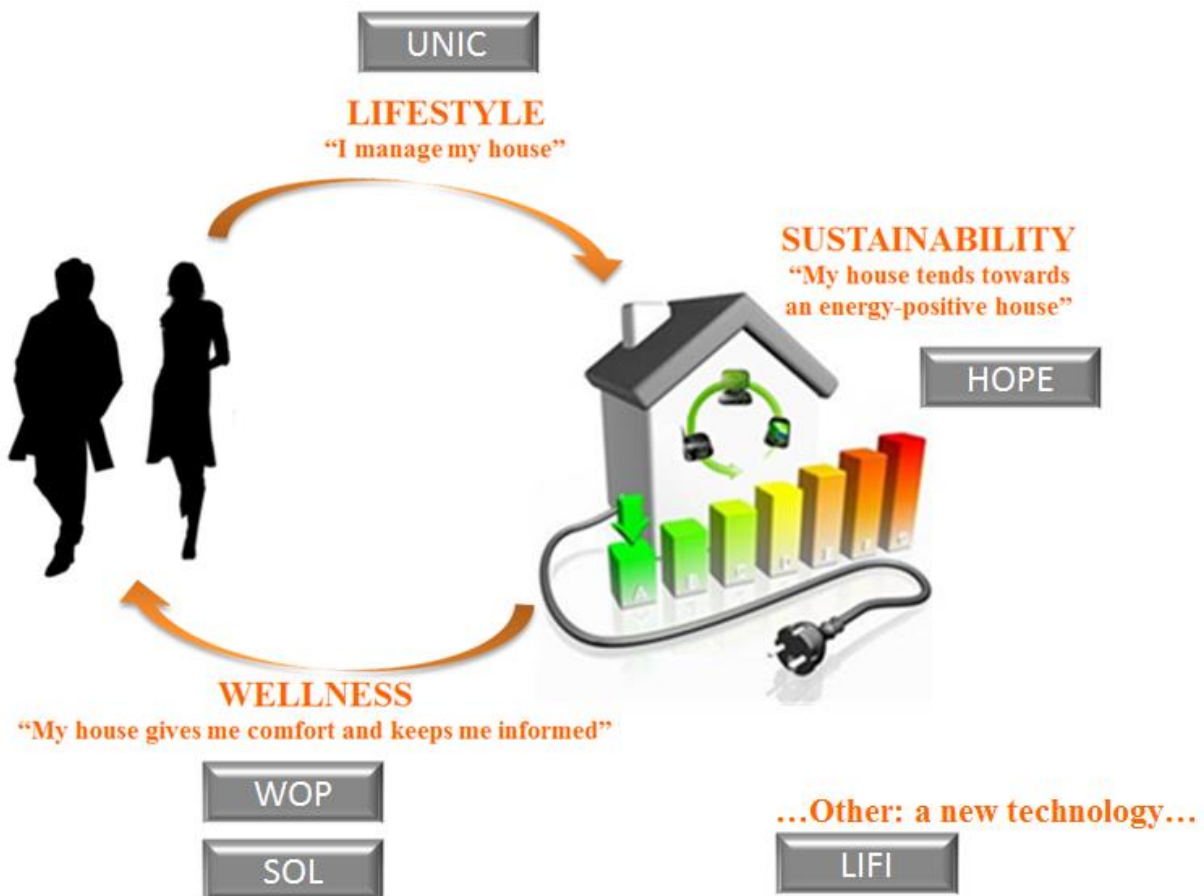 UNIC
LIFESTYLE
“I manage my house”
SUSTAINABILITY
“My house tends towards
an energy-positive house”
HOPE
A
WELLNESS
“My house gives me comfort and keeps me informed”
WOP
SOL
…Other: a new technology…
LIFI